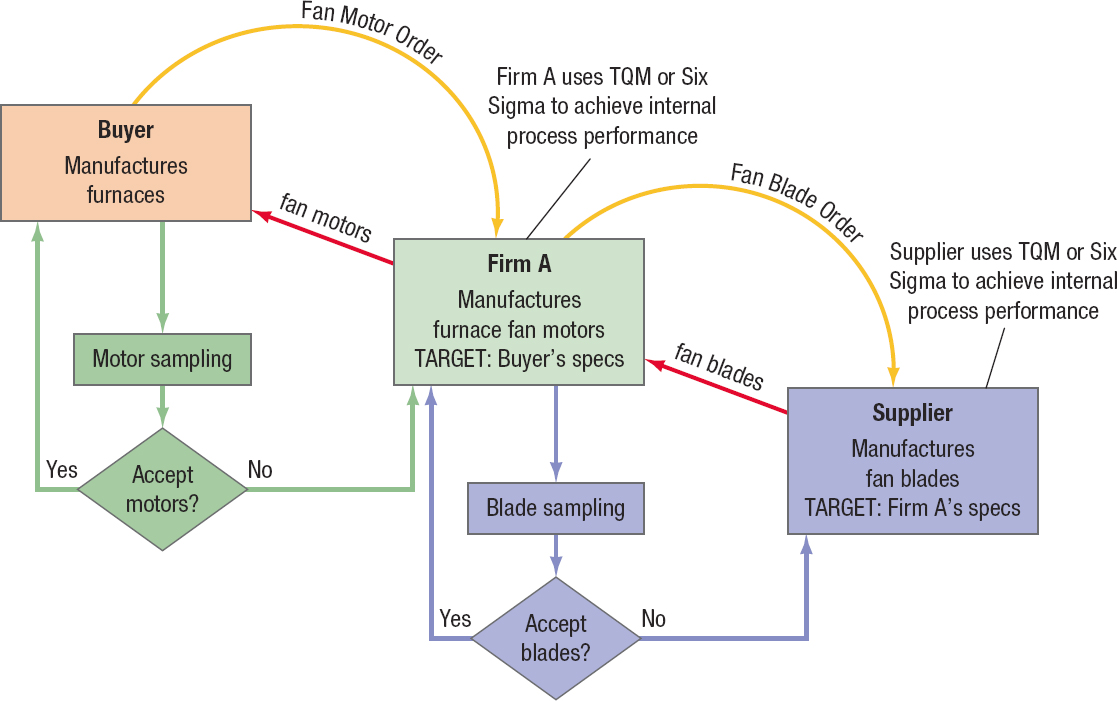 Fan Motor Order
Firm A uses TQM or Six
Sigma to achieve internal
process performance
Buyer
Manufactures
furnaces
fan motors
Fan Blade Order
Firm A
Manufactures
furnace fan motors
TARGET: Buyer's specs
Supplier uses TQM or Six
Sigma to achieve internal
process performance
Motor sampling
fan blades
Supplier
Manufactures
fan blades
TARGET: Firm A's specs
Yes
Accept
motors?
No
Blade sampling
Yes
Accept
blades?
No